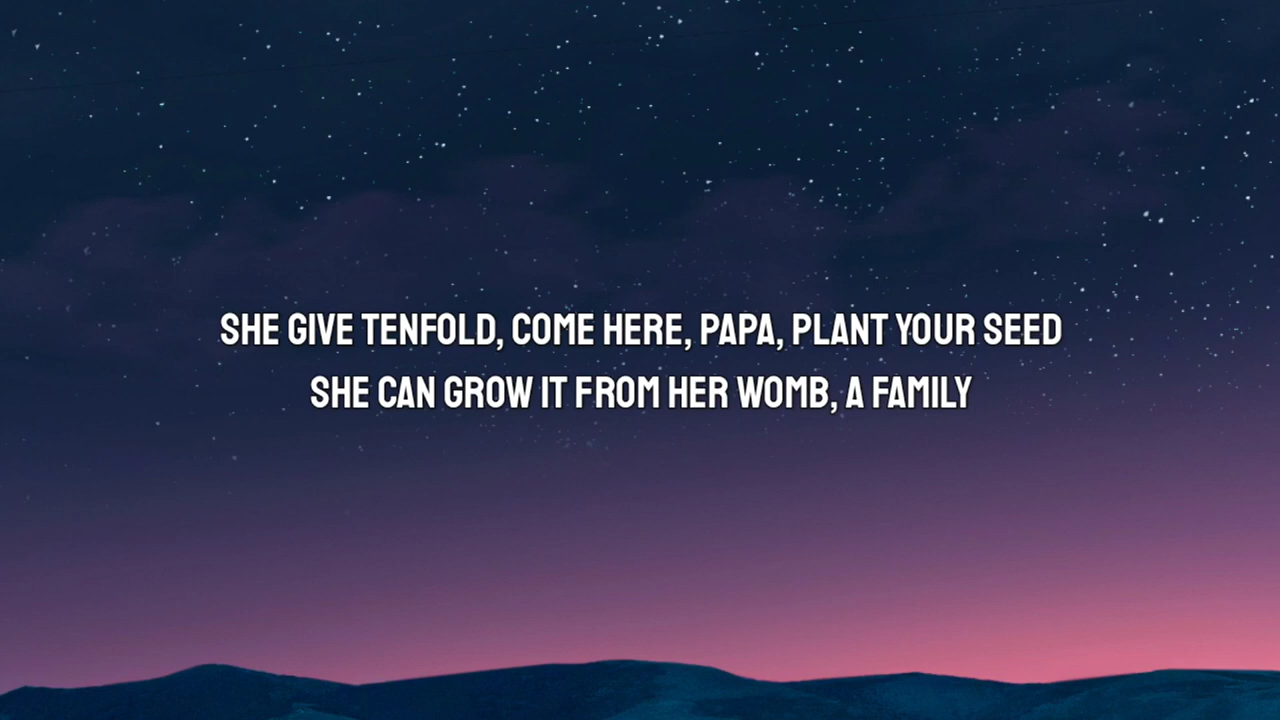 SHE GIVE TENFOLD, COME HERE, PAPA, PLANT YOUR SEED
SHE CAN GROW IT FROM HER WOMB, A FAMILY